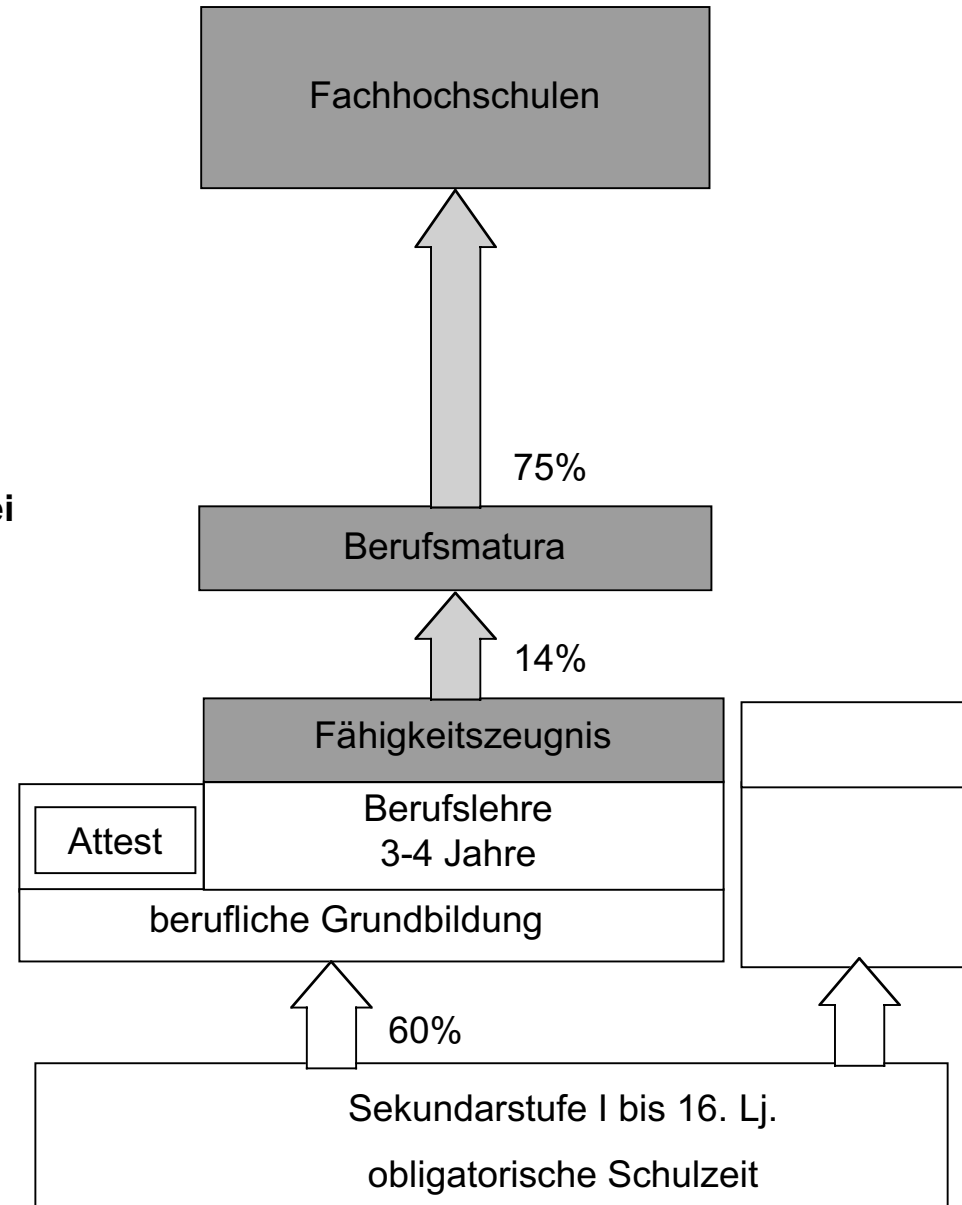 Fachhochschulen
75%
ei
Berufsmatura
14%
Fähigkeitszeugnis
Berufslehre
3-4 Jahre
Attest
berufliche Grundbildung
60%
Sekundarstufe I bis 16. Lj.
obligatorische Schulzeit